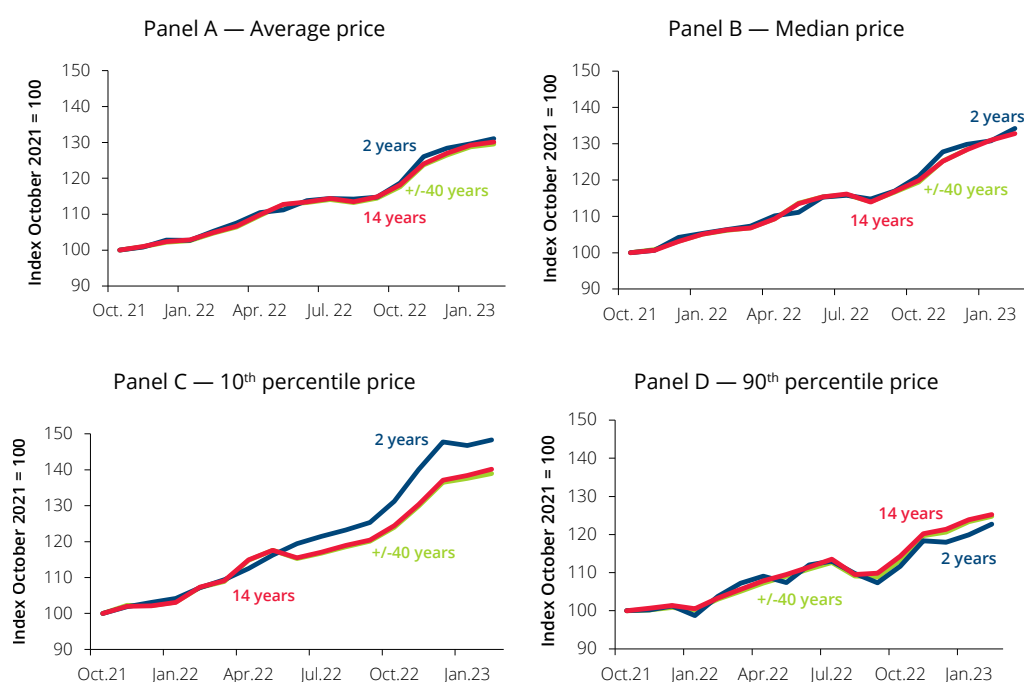 Panel A — Average price
Index October 2021 = 100
150
140
130
120
110
100
90
2 years
+/-40 years
14 years
Oct. 21 Jan. 22 Apr. 22 Jul. 22 Oct. 22 Jan. 23
Panel B — Median price
Index October 2021 = 100
150
140
130
120
110
100
90
2 years
+/-40 years
14 years
Oct. 21 Jan. 22 Apr. 22 Jul. 22 Oct. 22 Jan. 23
Panel C — 10th percentile price
Index October 2021 = 100
150
140
130
120
110
100
90
2 years
+/-40 years
14 years
Oct.21 Jan.22 Apr.22 Jul.22 Oct.22 Jan.23
Panel D — 90th percentile price
Index October 2021 = 100
150
140
130
120
110
100
90
14 years
2 years
+/-40 years
Oct.21 Jan.22 Apr.22 Jul.22 Oct.22 Jan.23